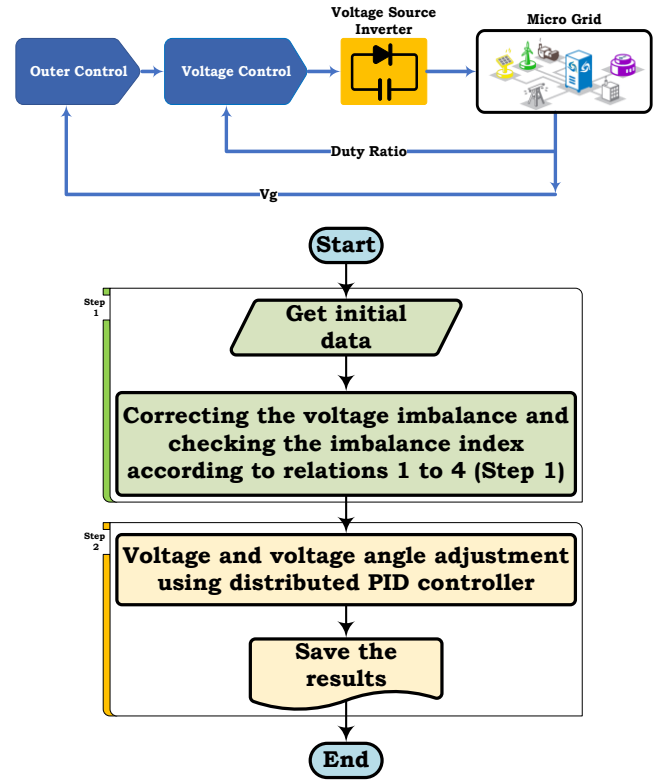 Voltage Source
Inverter
Micro Grid
Outer Control
Voltage Control
Duty Ratio
Vg
Start
Step
1
Get initial
data
Correcting the voltage imbalance and
checking the imbalance index
according to relations 1 to 4 (Step 1)
Step
2
Voltage and voltage angle adjustment
using distributed PID controller
Save the
results
End